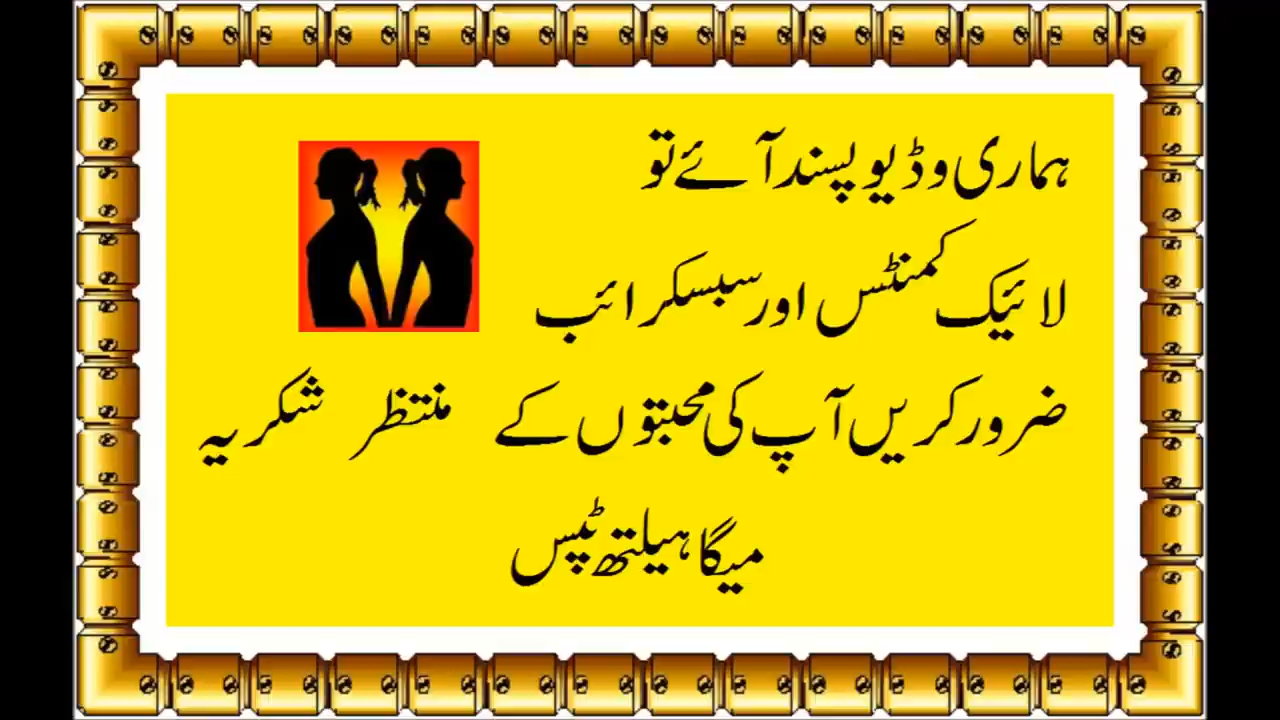 ہماری وڈیو پسند آئے تو
لائیک کمنٹس اور سبسکرائب
ضرور کریں آپ کی محبتوں کے منتظر شکریہ
میگا ہیلتھ ٹپس